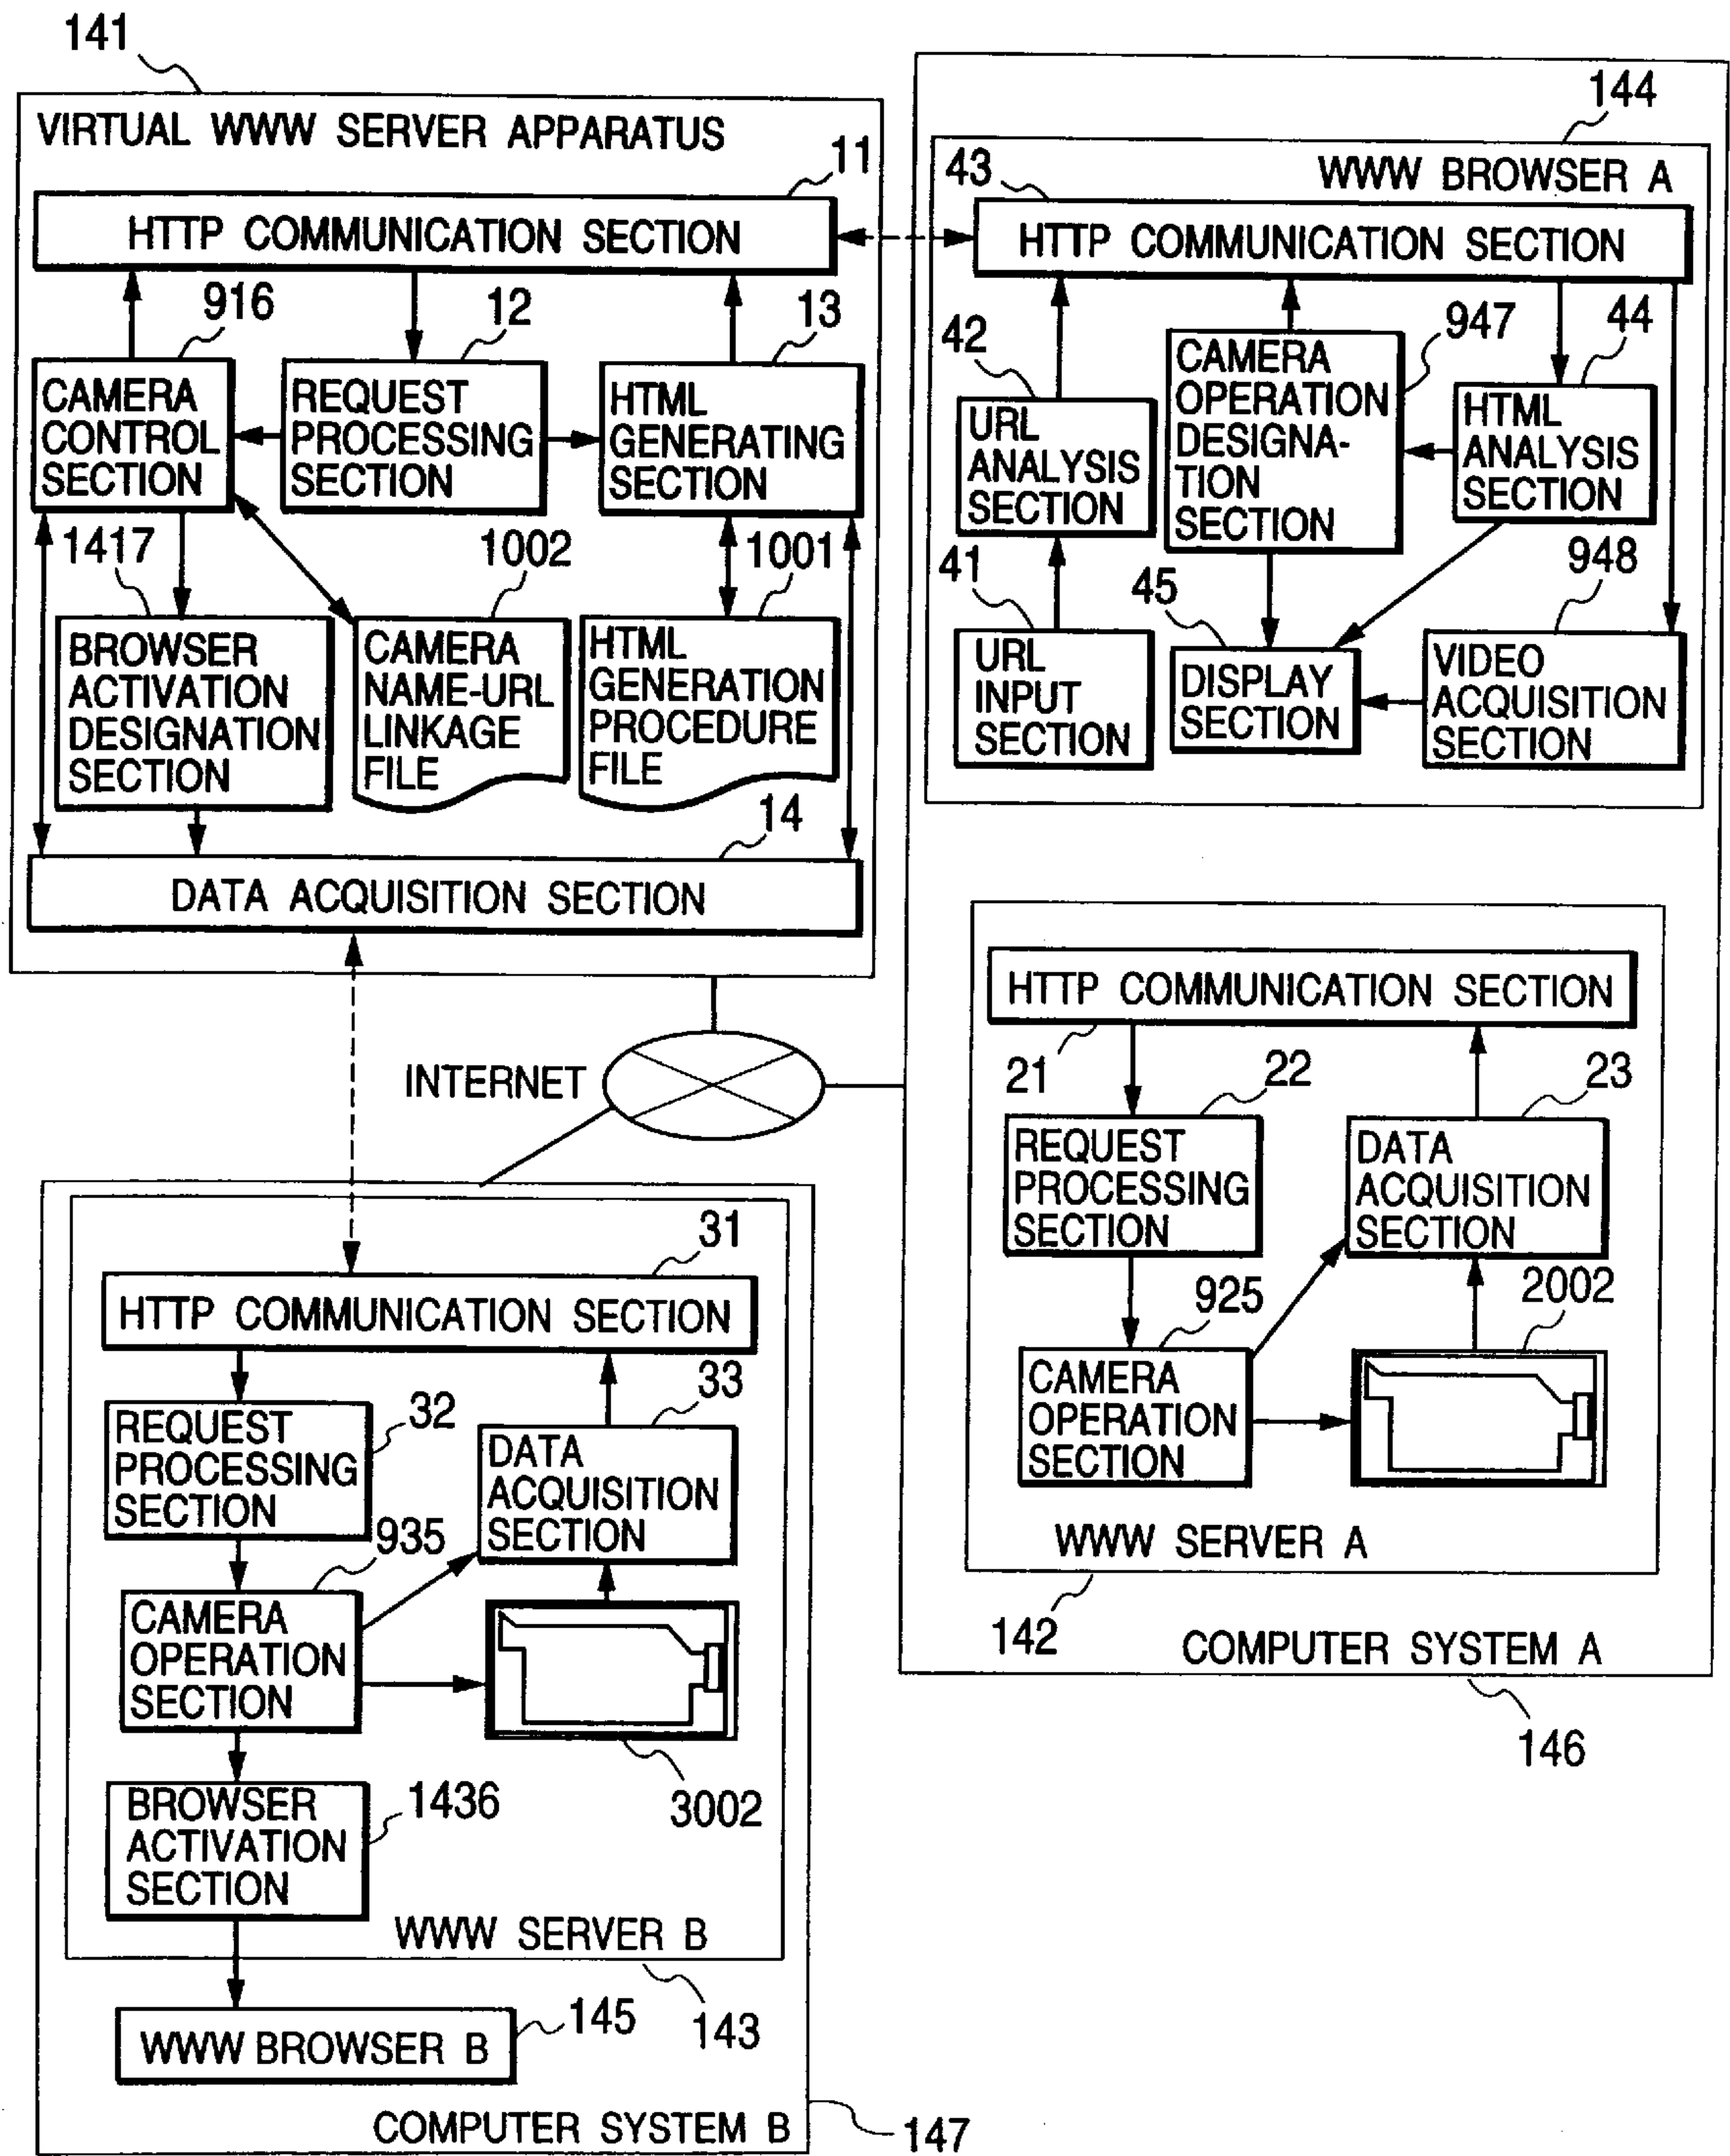 141
VIRTUAL WWW SERVER APPARATUS
11
HTTP COMMUNICATION SECTION
916
12
13
CAMERA
CONTROL
SECTION
REQUEST
PROCESSING
SECTION
HTML
GENERATING
SECTION
1417
1002
1001
BROWSER
ACTIVATION
DESIGNATION
SECTION
CAMERA
NAME-URL
LINKAGE
FILE
HTML
GENERATION
PROCEDURE
FILE
14
DATA ACQUISITION SECTION
144
WWW BROWSER A
43
HTTP COMMUNICATION SECTION
42
947
44
URL
ANALYSIS
SECTION
CAMERA
OPERATION
DESIGNA-
TION
SECTION
HTML
ANALYSIS
SECTION
41
45
948
URL
INPUT
SECTION
DISPLAY
SECTION
VIDEO
ACQUISITION
SECTION
HTTP COMMUNICATION SECTION
21
22
23
REQUEST
PROCESSING
SECTION
DATA
ACQUISITION
SECTION
925
2002
CAMERA
OPERATION
SECTION
WWW SERVER A
142
COMPUTER SYSTEM A
146
INTERNET
31
HTTP COMMUNICATION SECTION
32
33
REQUEST
PROCESSING
SECTION
DATA
ACQUISITION
SECTION
935
CAMERA
OPERATION
SECTION
3002
BROWSER
ACTIVATION
SECTION
1436
WWW SERVER B
143
WWW BROWSER B
145
COMPUTER SYSTEM B
147